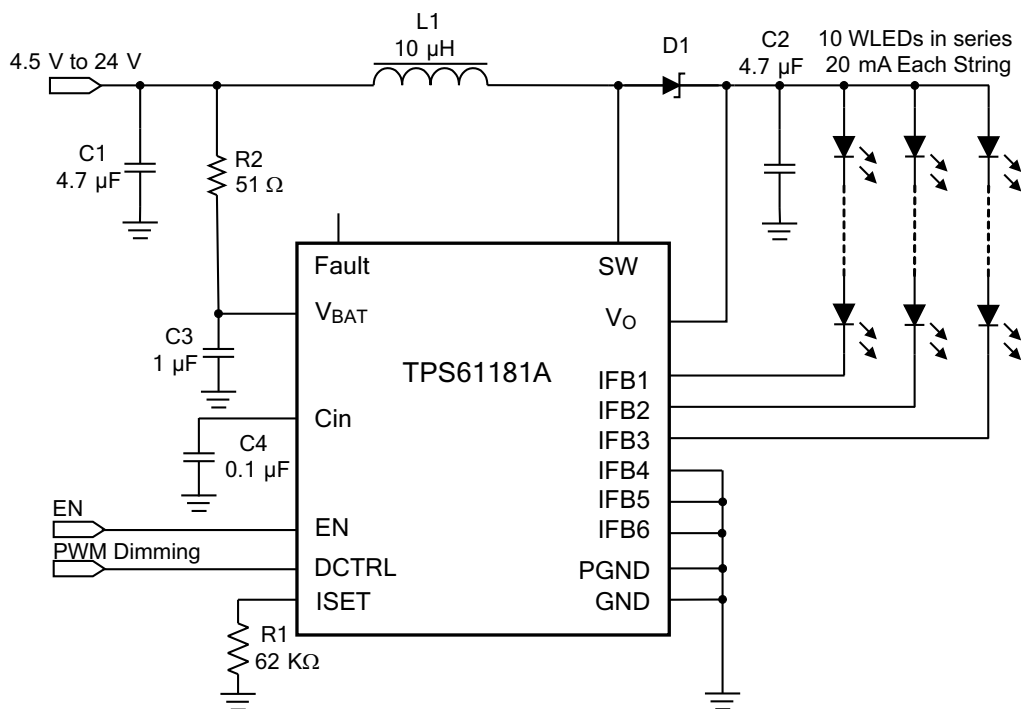 4.5 V to 24 V
L1
10 µH
D1
C2
4.7 µF
10 WLEDs in series
20 mA Each String
C1
4.7 µF
R2
51 Ω
Fault
SW
VBAT
VO
C3
1 µF
TPS61181A
IFB1
Cin
IFB2
IFB3
C4
0.1 µF
IFB4
IFB5
EN
EN
IFB6
PWM Dimming
DCTRL
PGND
ISET
GND
R1
62 KΩ